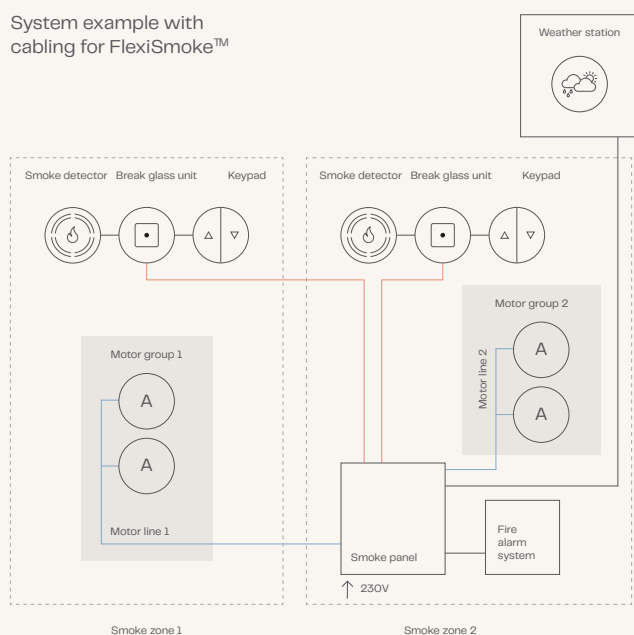 System example with
cabling for FlexiSmoke™
Weather station
Smoke detector Break glass unit Keypad
Smoke detector Break glass unit Keypad
Motor group 2
A
Motor line 2
A
Motor group 1
A
A
Motor line 1
Smoke panel
Fire
alarm
system
230V
Smoke zone 1
Smoke zone 2